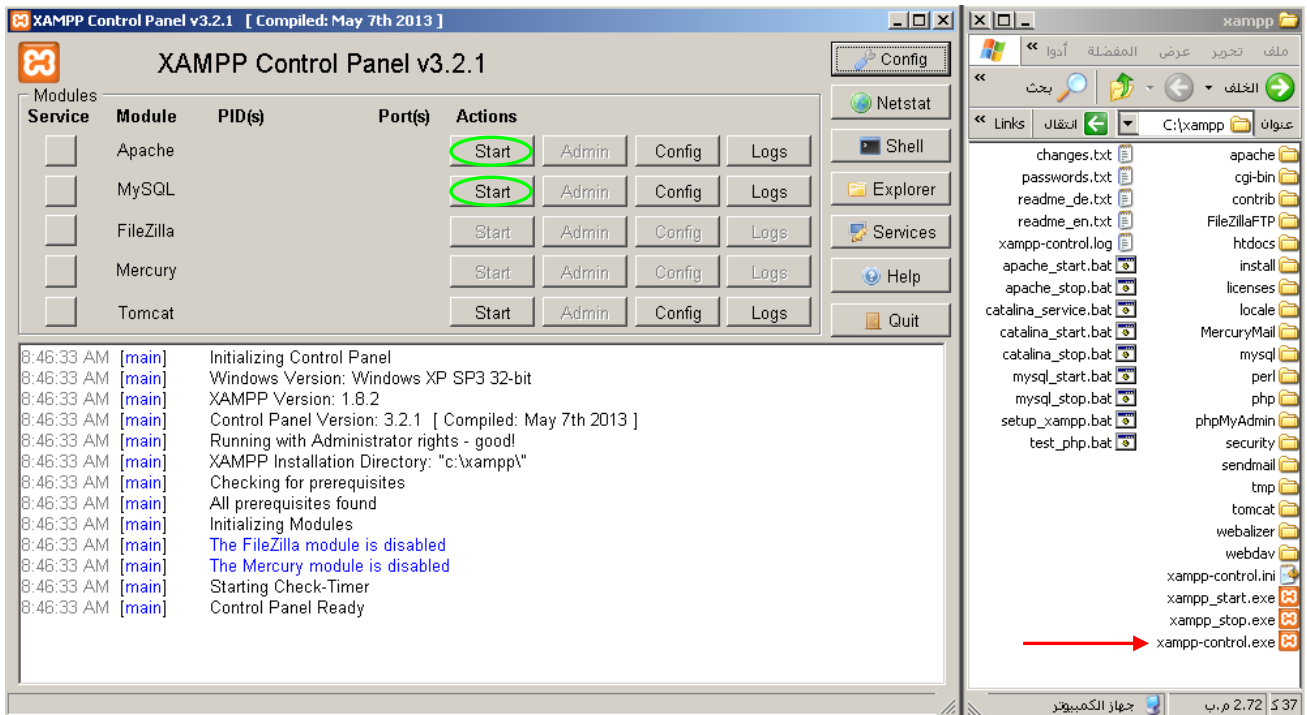 XAMPP Control Panel v3.2.1 [ Compiled: May 7th 2013 ]
XAMPP Control Panel v3.2.1
Config
Netstat
Shell
Explorer
Services
Help
Quit
Modules
Service Module PID(s) Port(s) Actions
Apache Start Admin Config Logs
MySQL Start Admin Config Logs
FileZilla Start Admin Config Logs
Mercury Start Admin Config Logs
Tomcat Start Admin Config Logs
8:46:33 AM [main] Initializing Control Panel
8:46:33 AM [main] Windows Version: Windows XP SP3 32-bit
8:46:33 AM [main] XAMPP Version: 1.8.2
8:46:33 AM [main] Control Panel Version: 3.2.1 [ Compiled: May 7th 2013 ]
8:46:33 AM [main] Running with Administrator rights - good!
8:46:33 AM [main] XAMPP Installation Directory: "c:\xampp\"
8:46:33 AM [main] Checking for prerequisites
8:46:33 AM [main] All prerequisites found
8:46:33 AM [main] Initializing Modules
8:46:33 AM [main] The FileZilla module is disabled
8:46:33 AM [main] The Mercury module is disabled
8:46:33 AM [main] Starting Check-Timer
8:46:33 AM [main] Control Panel Ready
xampp
ملف تحرير عرض المفضلة أدوا »
الخلف بحث »
عنوان C:\xampp انتقال Links »
apache
cgi-bin
contrib
FileZillaFTP
htdocs
install
licenses
locale
MercuryMail
mysql
perl
php
phpMyAdmin
security
sendmail
tmp
tomcat
webalizer
webdav
xampp-control.ini
xampp_start.exe
xampp_stop.exe
xampp-control.exe
changes.txt
passwords.txt
readme_de.txt
readme_en.txt
xampp-control.log
apache_start.bat
apache_stop.bat
catalina_service.bat
catalina_start.bat
catalina_stop.bat
mysql_start.bat
mysql_stop.bat
setup_xampp.bat
test_php.bat
37 ك 2.72 م.ب جهاز الكمبيوتر